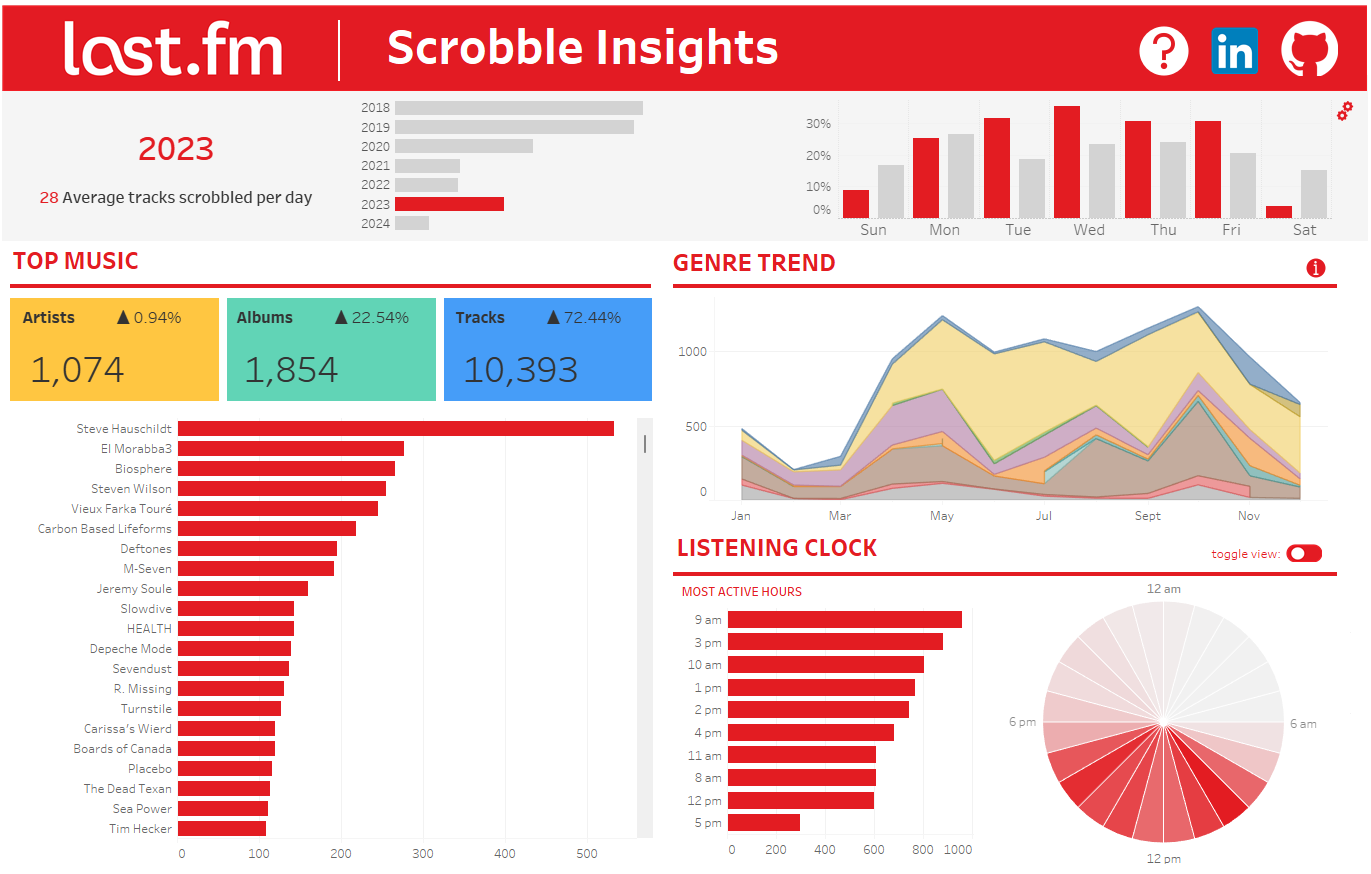 last.fm
Scrobble Insights
?
in
2023
28 Average tracks scrobbled per day
2018
2019
2020
2021
2022
2023
2024
30%
20%
10%
0%
Sun Mon Tue Wed Thu Fri Sat
TOP MUSIC
Artists ▲ 0.94%
1,074
Albums ▲ 22.54%
1,854
Tracks ▲ 72.44%
10,393
Steve Hauschildt
El Morabba3
Biosphere
Steven Wilson
Vieux Farka Touré
Carbon Based Lifeforms
Deftones
M-Seven
Jeremy Soule
Slowdive
HEALTH
Depeche Mode
Sevendust
R. Missing
Turnstile
Carissa's Wierd
Boards of Canada
Placebo
The Dead Texan
Sea Power
Tim Hecker
0 100 200 300 400 500
GENRE TREND
i
1000
500
0
Jan Mar May Jul Sept Nov
LISTENING CLOCK
toggle view:
MOST ACTIVE HOURS
9 am
3 pm
10 am
1 pm
2 pm
4 pm
11 am
8 am
12 pm
5 pm
0 200 400 600 800 1000
12 am
6 pm
6 am
12 pm